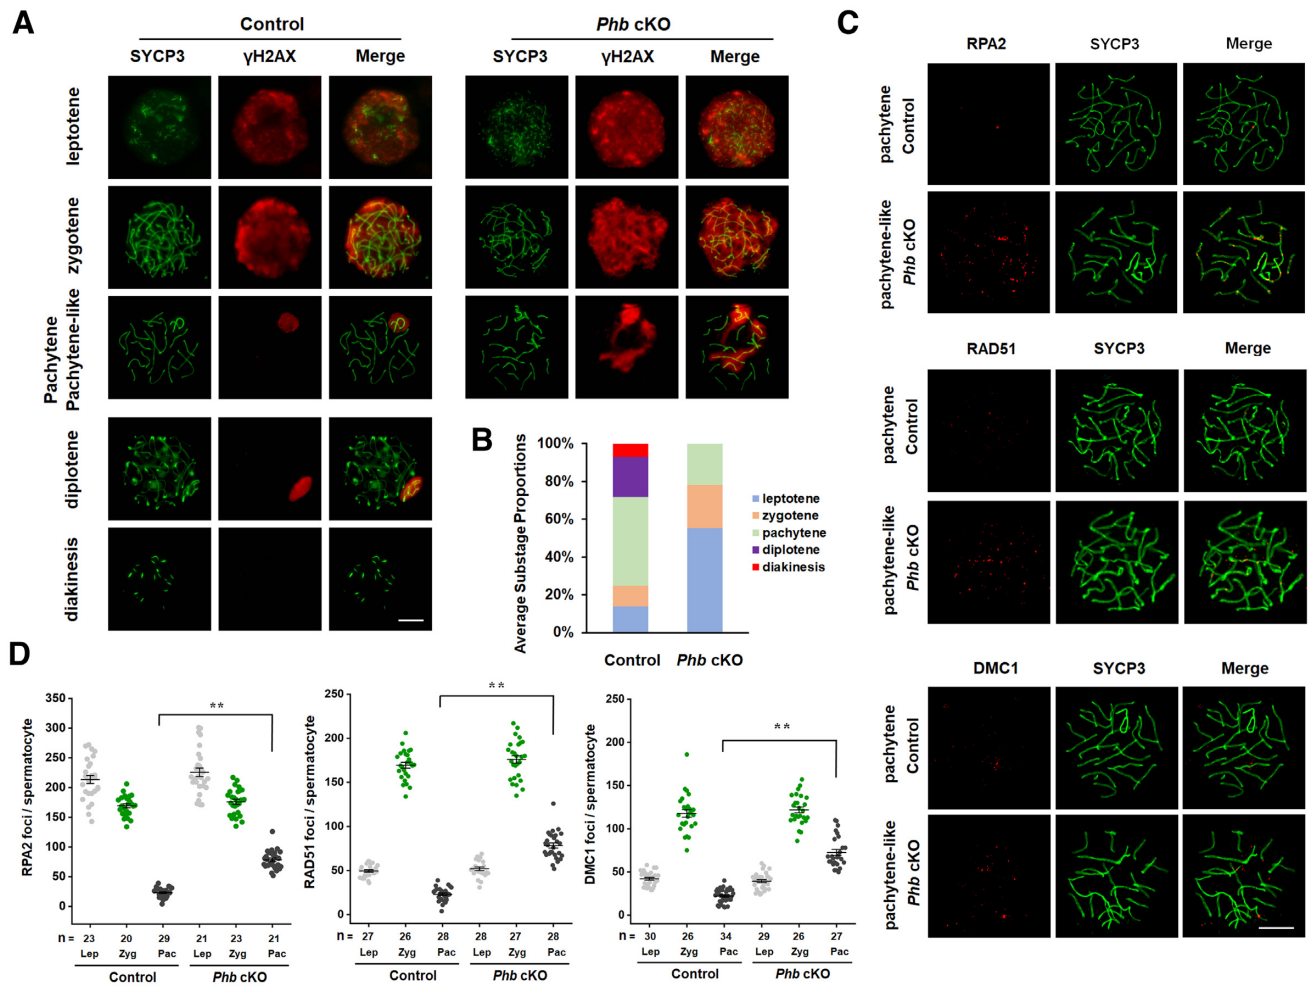 A
Control
Phb cKO
SYCP3 γH2AX Merge
SYCP3 γH2AX Merge
leptotene
zygotene
Pachytene
Pachytene-like
diplotene
diakinesis
B
Average Substage Proportions
100%
80%
60%
40%
20%
0%
leptotene
zygotene
pachytene
diplotene
diakinesis
Control Phb cKO
C
RPA2 SYCP3 Merge
pachytene
Control
pachytene-like
Phb cKO
RAD51 SYCP3 Merge
pachytene
Control
pachytene-like
Phb cKO
DMC1 SYCP3 Merge
pachytene
Control
pachytene-like
Phb cKO
D
RPA2 foci / spermatocyte
350
300
250
200
150
100
50
0
**
n = 23 20 29 21 23 21
Lep Zyg Pac Lep Zyg Pac
Control Phb cKO
RAD51 foci / spermatocyte
250
200
150
100
50
0
**
n = 27 26 28 28 27 28
Lep Zyg Pac Lep Zyg Pac
Control Phb cKO
DMC1 foci / spermatocyte
250
200
150
100
50
0
**
n = 30 26 34 29 26 27
Lep Zyg Pac Lep Zyg Pac
Control Phb cKO